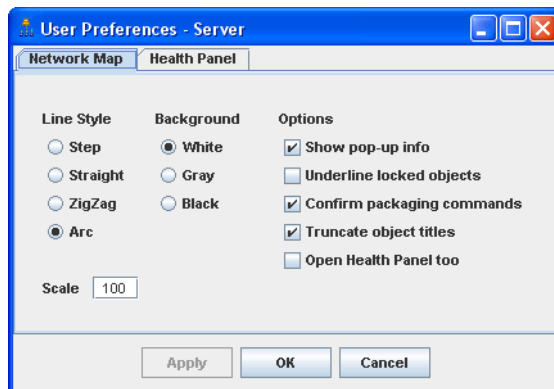 User Preferences - Server
Network Map Health Panel
Line Style Background Options
Step White Show pop-up info
Straight Gray Underline locked objects
ZigZag Black Confirm packaging commands
Arc Truncate object titles
Open Health Panel too
Scale 100
Apply OK Cancel